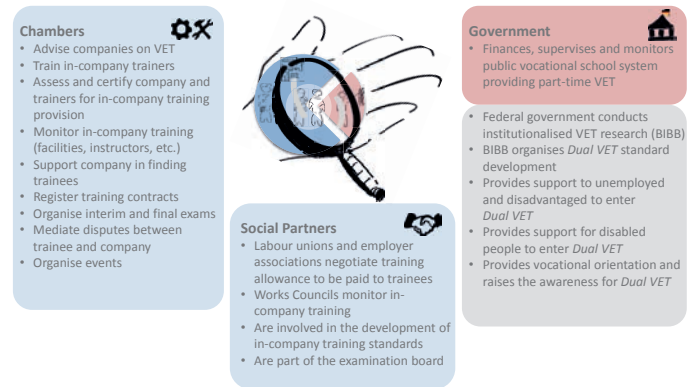 Chambers
• Advise companies on VET
• Train in-company trainers
• Assess and certify company and
trainers for in-company training
provision
• Monitor in-company training
(facilities, instructors, etc.)
• Support company in finding
trainees
• Register training contracts
• Organise interim and final exams
• Mediate disputes between
trainee and company
• Organise events
Social Partners
• Labour unions and employer
associations negotiate training
allowance to be paid to trainees
• Works Councils monitor in-
company training
• Are involved in the development of
in-company training standards
• Are part of the examination board
Government
• Finances, supervises and monitors
public vocational school system
providing part-time VET
• Federal government conducts
institutionalised VET research (BIBB)
• BIBB organises Dual VET standard
development
• Provides support to unemployed
and disadvantaged to enter
Dual VET
• Provides support for disabled
people to enter Dual VET
• Provides vocational orientation and
raises the awareness for Dual VET